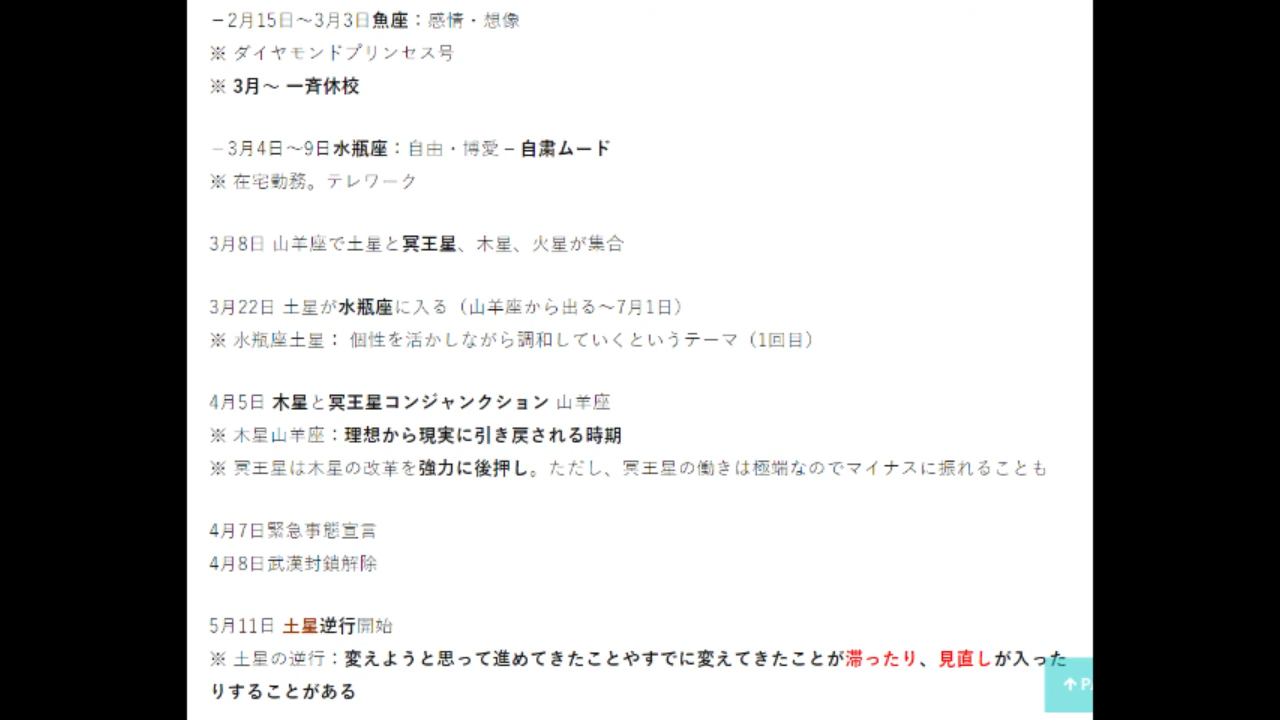 −2月15日〜3月3日魚座：感情・想像
※ ダイヤモンドプリンセス号
※ 3月〜 一斉休校
−3月4日〜9日水瓶座：自由・博愛 − 自粛ムード
※ 在宅勤務。テレワーク
3月8日 山羊座で土星と冥王星、木星、火星が集合
3月22日 土星が水瓶座に入る（山羊座から出る〜7月1日）
※ 水瓶座土星： 個性を活かしながら調和していくというテーマ（1回目）
4月5日 木星と冥王星コンジャンクション 山羊座
※ 木星山羊座：理想から現実に引き戻される時期
※ 冥王星は木星の改革を強力に後押し。ただし、冥王星の働きは極端なのでマイナスに振れることも
4月7日緊急事態宣言
4月8日武漢封鎖解除
5月11日 土星逆行開始
※ 土星の逆行：変えようと思って進めてきたことやすでに変えてきたことが滞ったり、見直しが入った
りすることがある